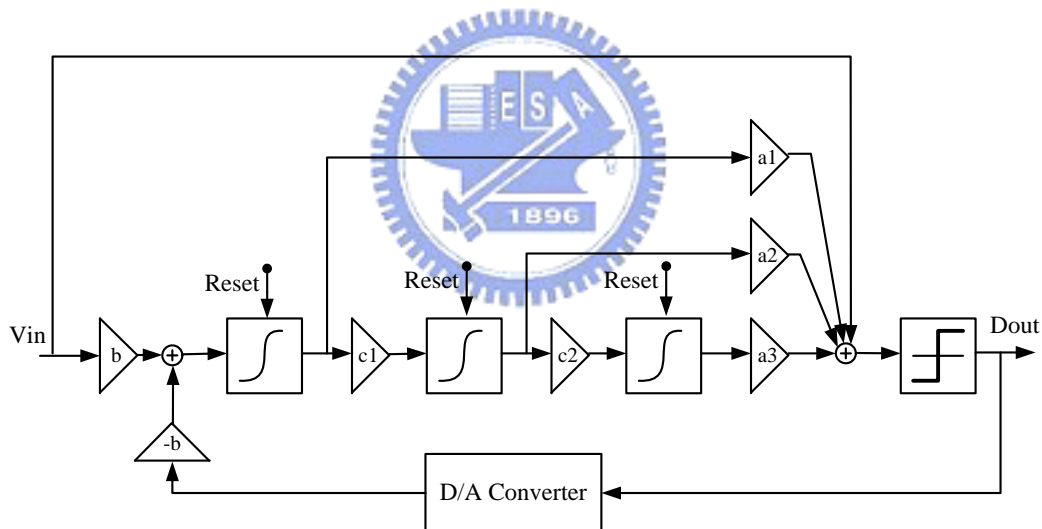 E S A
1896
a1
a2
Reset
Reset
Reset
Vin
b
c1
c2
a3
Dout
-b
D/A Converter